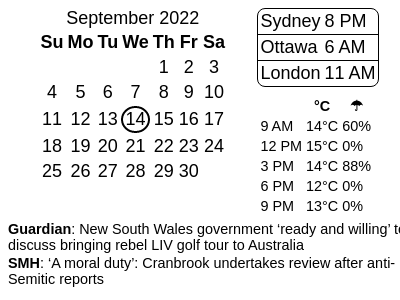 September 2022
Su Mo Tu We Th Fr Sa
1 2 3
4 5 6 7 8 9 10
11 12 13 14 15 16 17
18 19 20 21 22 23 24
25 26 27 28 29 30
Sydney 8 PM
Ottawa 6 AM
London 11 AM
°C ☂
9 AM 14°C 60%
12 PM 15°C 0%
3 PM 14°C 88%
6 PM 12°C 0%
9 PM 13°C 0%
Guardian: New South Wales government ‘ready and willing’ t
discuss bringing rebel LIV golf tour to Australia
SMH: ‘A moral duty’: Cranbrook undertakes review after anti-
Semitic reports